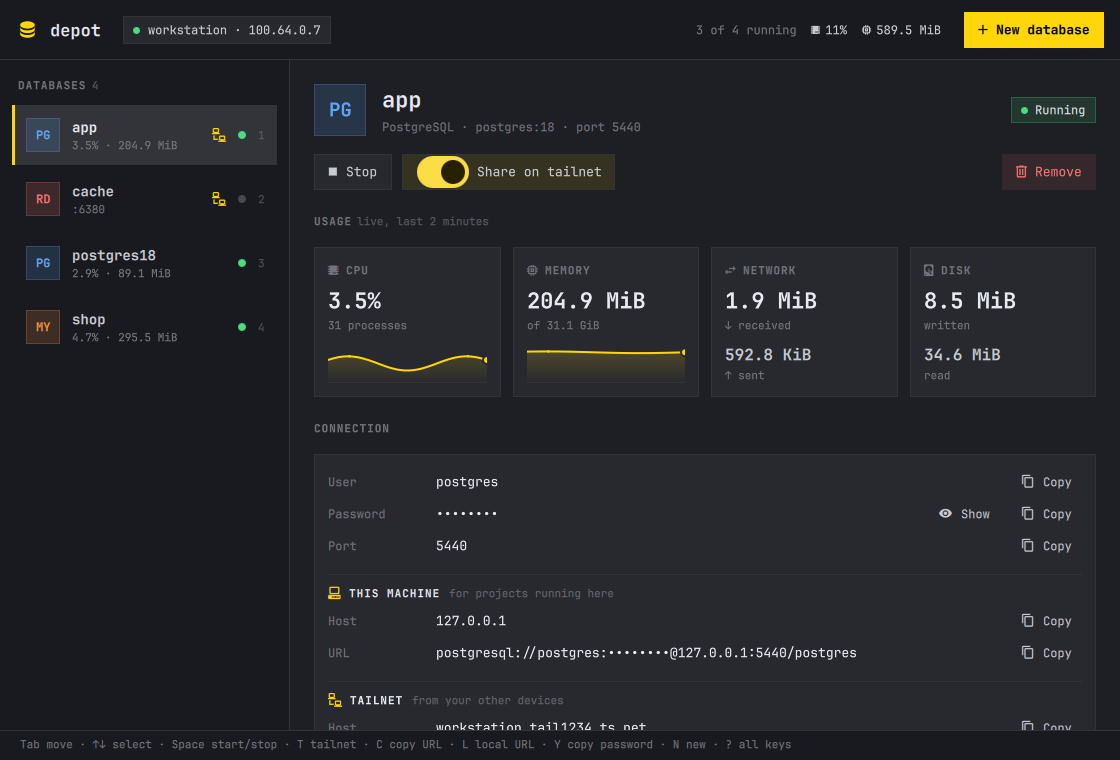 depot
workstation · 100.64.0.7
3 of 4 running 11% 589.5 MiB
+ New database
DATABASES 4
PG app 1
3.5% · 204.9 MiB
RD cache 2
:6380
PG postgres18 3
2.9% · 89.1 MiB
MY shop 4
4.7% · 295.5 MiB
PG app
PostgreSQL · postgres:18 · port 5440
Running
Stop
Share on tailnet
Remove
USAGE live, last 2 minutes
CPU
3.5%
31 processes
MEMORY
204.9 MiB
of 31.1 GiB
NETWORK
1.9 MiB
↓ received
592.8 KiB
↑ sent
DISK
8.5 MiB
written
34.6 MiB
read
CONNECTION
User postgres Copy
Password •••••••• Show Copy
Port 5440 Copy
THIS MACHINE for projects running here
Host 127.0.0.1 Copy
URL postgresql://postgres:••••••••@127.0.0.1:5440/postgres Copy
TAILNET from your other devices
Host workstation.tail1234.ts.net Copy
Tab move · ↑↓ select · Space start/stop · T tailnet · C copy URL · L local URL · Y copy password · N new · ? all keys